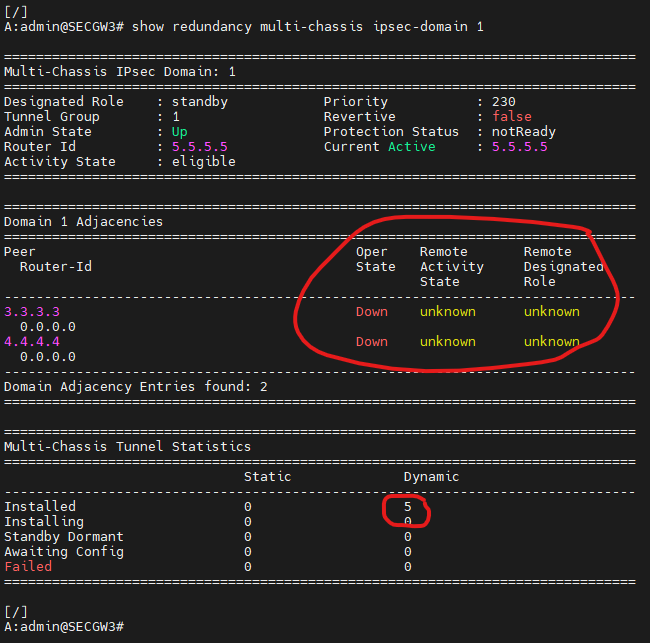 [/]
A:admin@SECGW3# show redundancy multi-chassis ipsec-domain 1
===============================================================================
Multi-Chassis IPsec Domain: 1
===============================================================================
Designated Role    : standby           Priority           : 230
Tunnel Group       : 1                 Revertive          : false
Admin State        : Up                Protection Status  : notReady
Router Id          : 5.5.5.5           Current Active     : 5.5.5.5
Activity State     : eligible
===============================================================================
===============================================================================
Domain 1 Adjacencies
===============================================================================
Peer                                        Oper    Remote       Remote
  Router-Id                                 State   Activity     Designated
                                                    State        Role
-------------------------------------------------------------------------------
3.3.3.3                                     Down    unknown      unknown
  0.0.0.0
4.4.4.4                                     Down    unknown      unknown
  0.0.0.0
-------------------------------------------------------------------------------
Domain Adjacency Entries found: 2
===============================================================================
===============================================================================
Multi-Chassis Tunnel Statistics
===============================================================================
                              Static              Dynamic
-------------------------------------------------------------------------------
Installed                     0                   5
Installing                    0                   0
Standby Dormant               0                   0
Awaiting Config               0                   0
Failed                        0                   0
===============================================================================
[/]
A:admin@SECGW3#